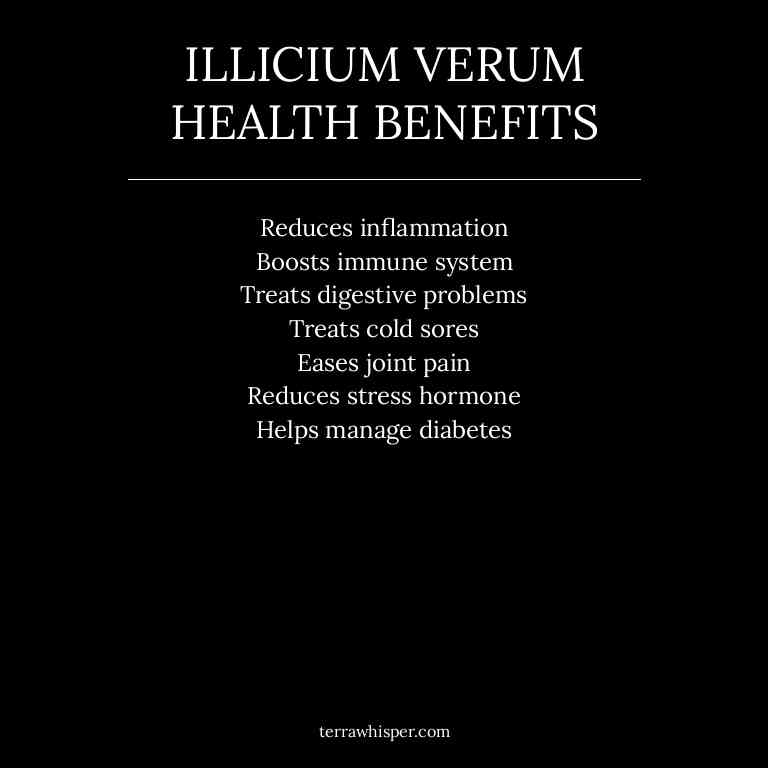 ILLICIUM VERUM
HEALTH BENEFITS
Reduces inflammation
Boosts immune system
Treats digestive problems
Treats cold sores
Eases joint pain
Reduces stress hormone
Helps manage diabetes
terrawhisper.com